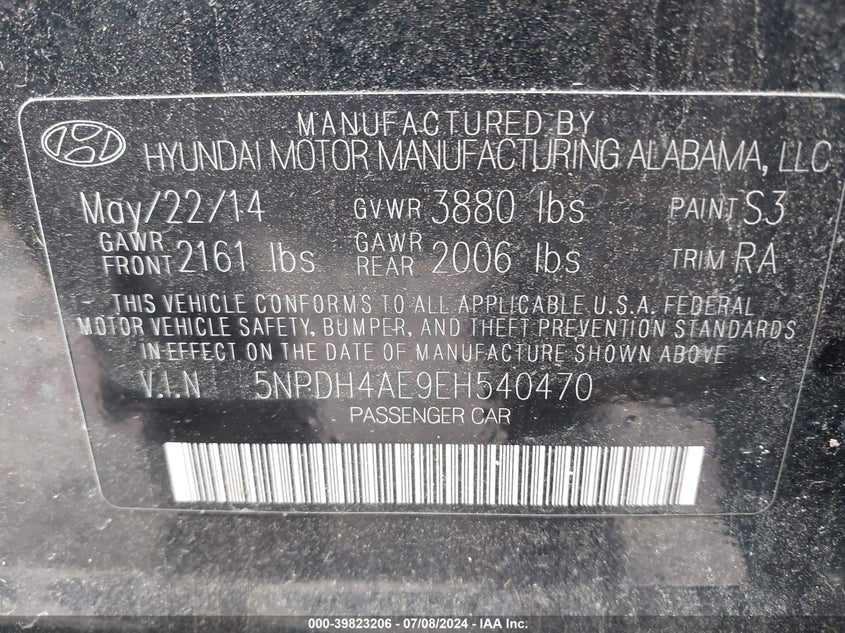 MANUFACTURED BY
HYUNDAI MOTOR MANUFACTURING ALABAMA, LLC
May/22/14 GVWR 3880 lbs PAINT S3
GAWR FRONT 2161 lbs GAWR REAR 2006 lbs TRIM RA
THIS VEHICLE CONFORMS TO ALL APPLICABLE U.S.A. FEDERAL
MOTOR VEHICLE SAFETY, BUMPER, AND THEFT PREVENTION STANDARDS
IN EFFECT ON THE DATE OF MANUFACTURE SHOWN ABOVE
V.I.N 5NPDH4AE9EH540470
PASSENGER CAR
000-39823206 - 07/08/2024 - IAA Inc.